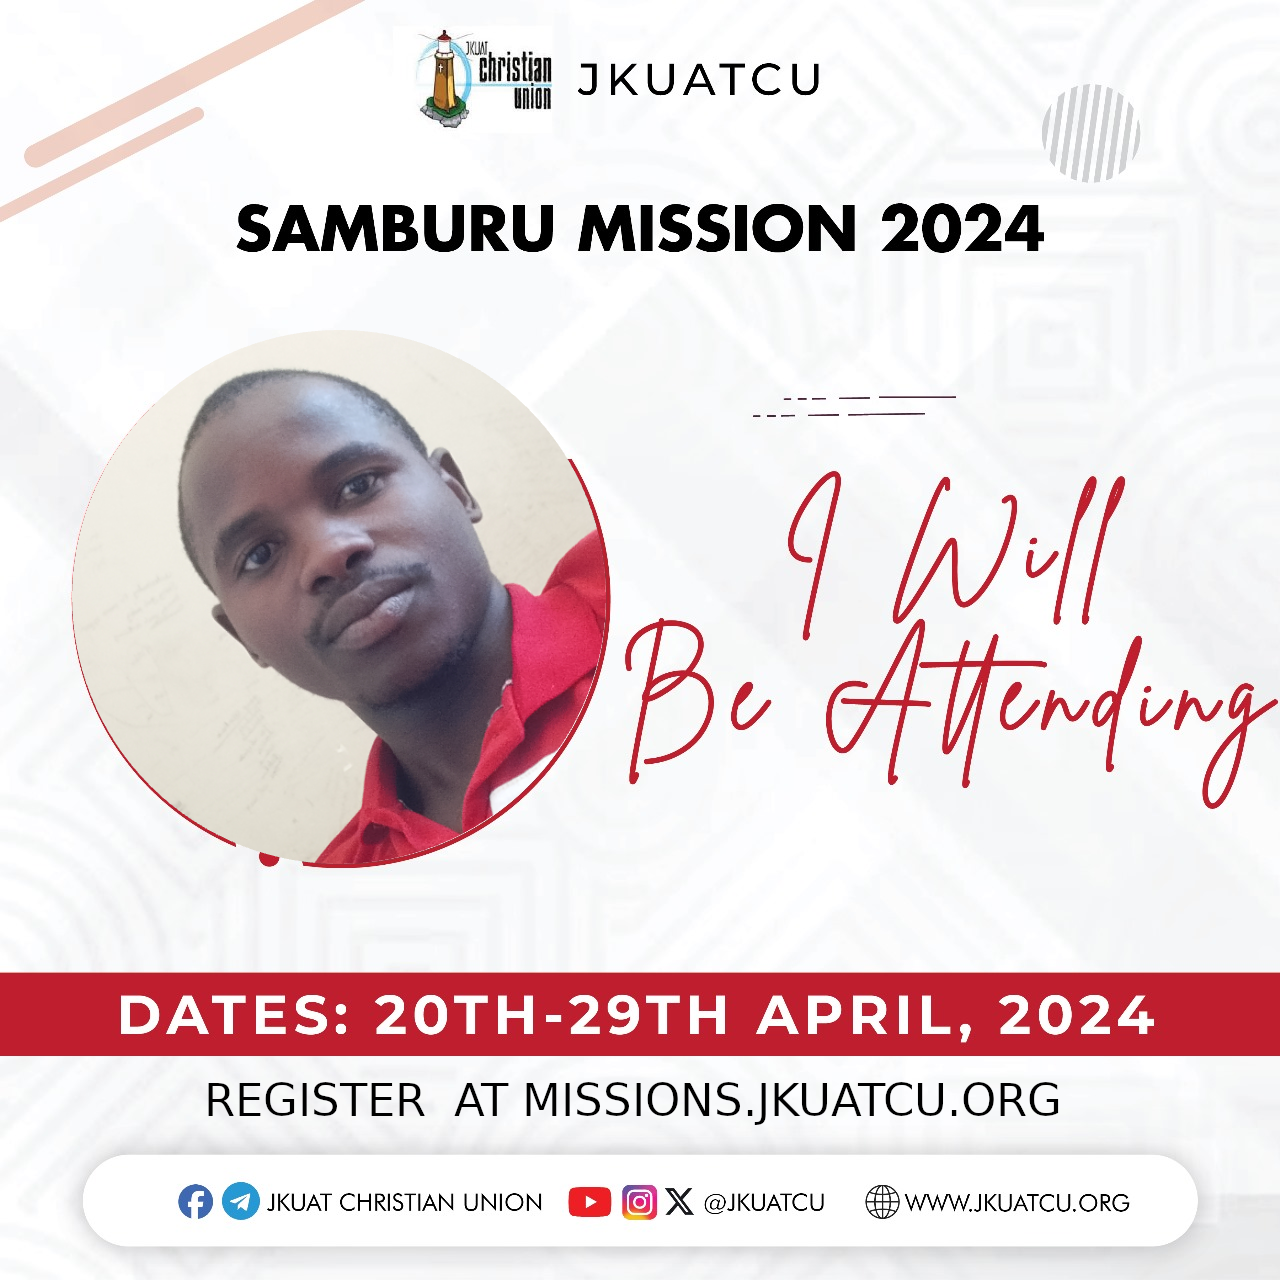 JKUAT
christian
union
JKUATCU
SAMBURU MISSION 2024
I Will
Be Attending
DATES: 20TH-29TH APRIL, 2024
REGISTER  AT MISSIONS.JKUATCU.ORG
JKUAT CHRISTIAN UNION @JKUATCU WWW.JKUATCU.ORG